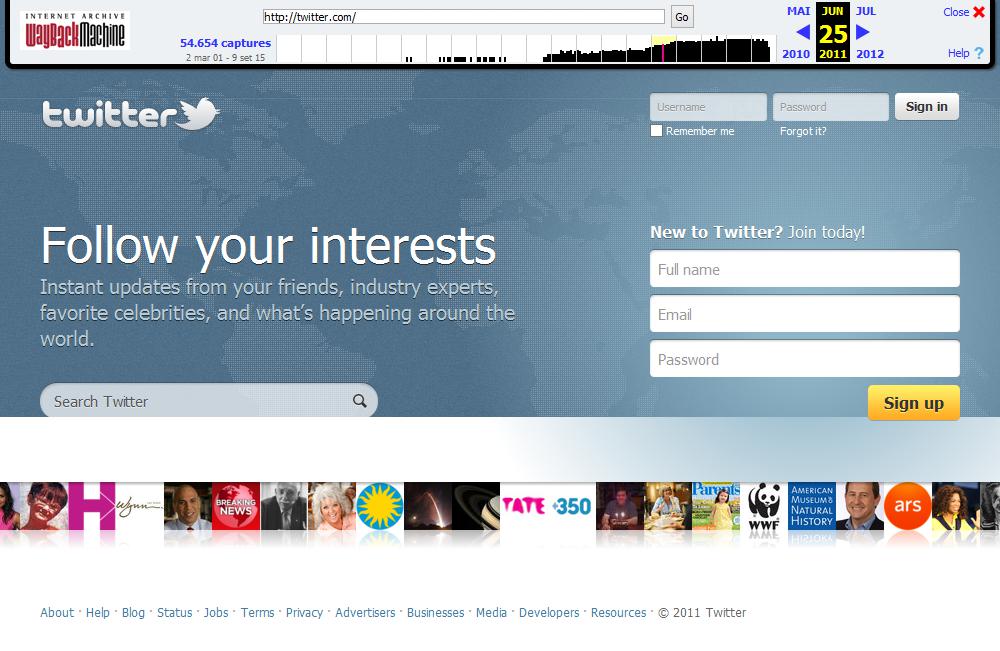 INTERNET ARCHIVE
WayBackMachine
http://twitter.com/
Go
54.654 captures
2 mar 01 - 9 set 15
MAI JUN JUL
25
2010 2011 2012
Close
Help ?
twitter
Username
Password
Sign in
Remember me
Forgot it?
Follow your interests
Instant updates from your friends, industry experts,
favorite celebrities, and what's happening around the
world.
Search Twitter
New to Twitter? Join today!
Full name
Email
Password
Sign up
H
Wynn
BREAKING
NEWS
TATE
350
Parents
WWF
AMERICAN
MUSEUM OF
NATURAL
HISTORY
ars
About · Help · Blog · Status · Jobs · Terms · Privacy · Advertisers · Businesses · Media · Developers · Resources · © 2011 Twitter